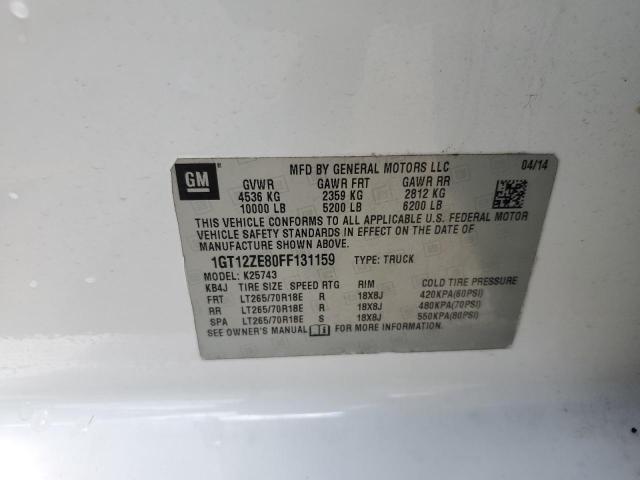 GM
MFD BY GENERAL MOTORS LLC 04/14
GVWR GAWR FRT GAWR RR
4536 KG 2359 KG 2812 KG
10000 LB 5200 LB 6200 LB
THIS VEHICLE CONFORMS TO ALL APPLICABLE U.S. FEDERAL MOTOR
VEHICLE SAFETY STANDARDS IN EFFECT ON THE DATE OF
MANUFACTURE SHOWN ABOVE.
1GT12ZE80FF131159 TYPE: TRUCK
MODEL: K25743
KB4J TIRE SIZE SPEED RTG RIM COLD TIRE PRESSURE
FRT LT265/70R18E R 18X8J 420KPA(60PSI)
RR LT265/70R18E R 18X8J 480KPA(70PSI)
SPA LT265/70R18E S 18X8J 550KPA(80PSI)
SEE OWNER'S MANUAL FOR MORE INFORMATION.